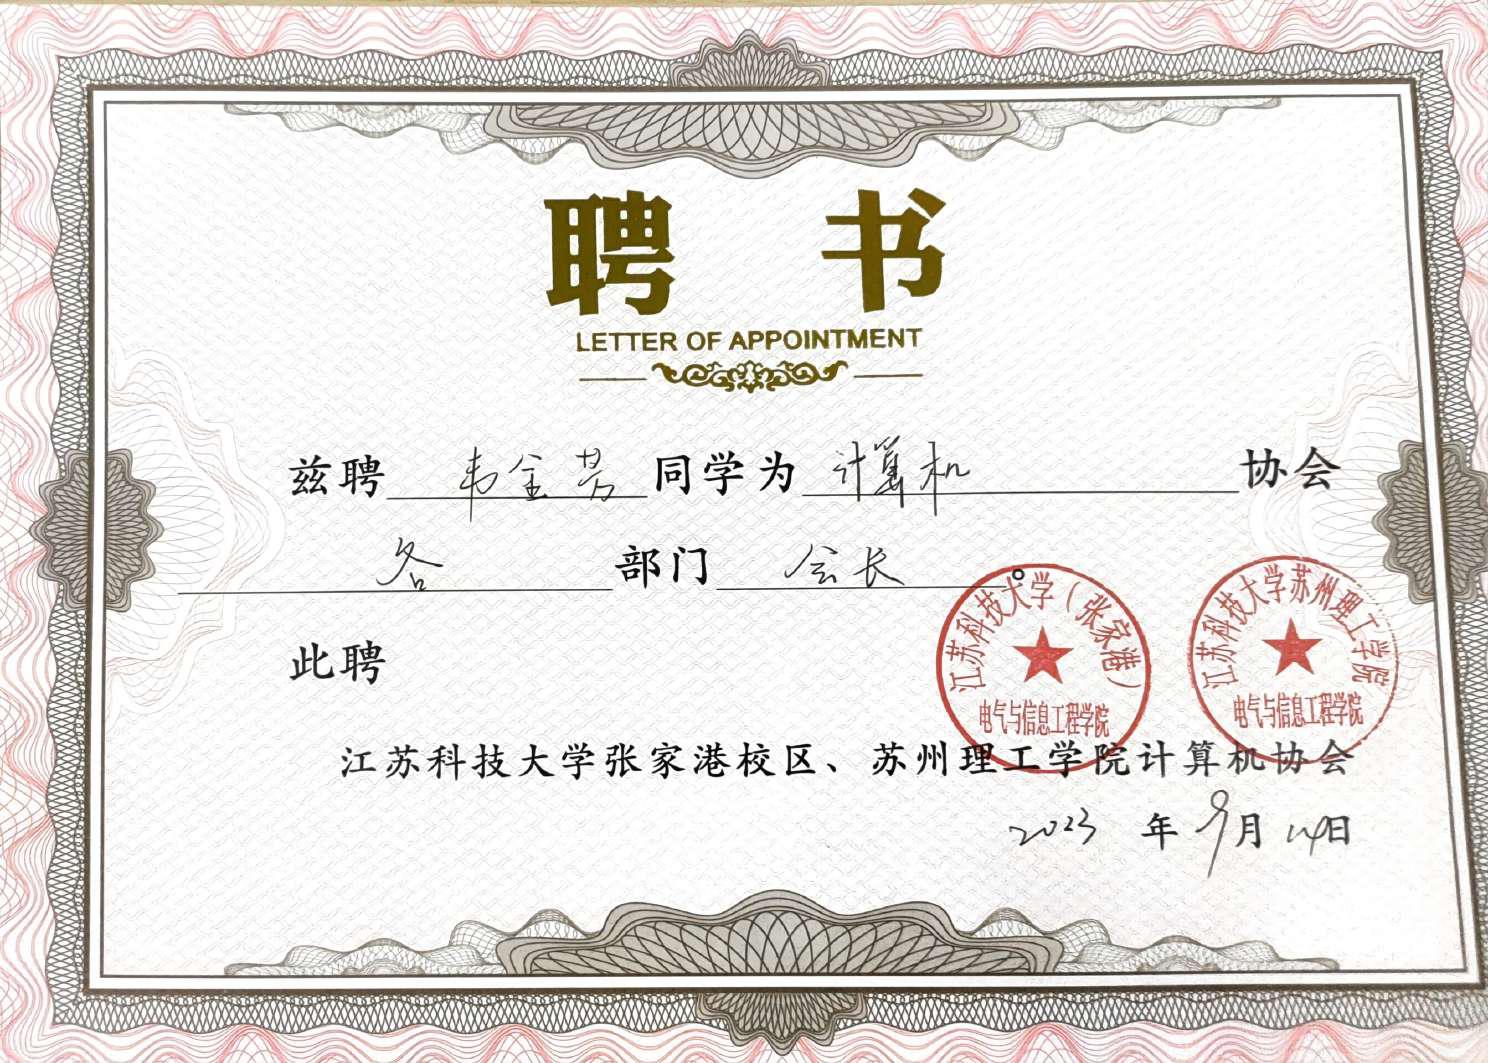 聘 书
LETTER OF APPOINTMENT
兹聘 韦金芳 同学为 计算机 协会
各 部门 会长 。
此聘
江苏科技大学(张家港)
电气与信息工程学院
江苏科技大学苏州理工学院
电气与信息工程学院
江苏科技大学张家港校区、苏州理工学院计算机协会
2023 年 9 月 24 日